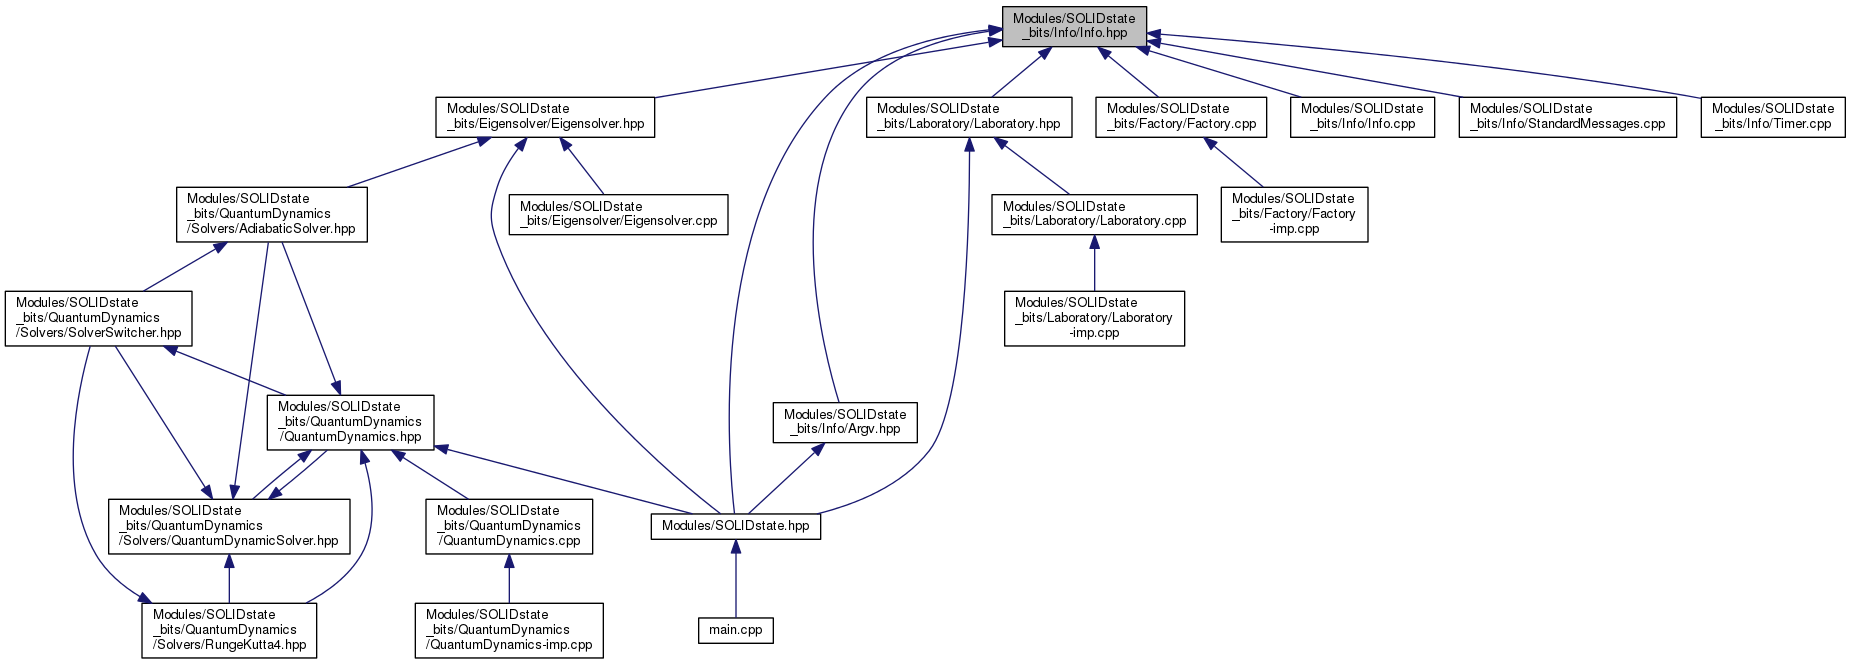 Modules/SOLIDstate
_bits/Info/Info.hpp
Modules/SOLIDstate
_bits/Eigensolver/Eigensolver.hpp
Modules/SOLIDstate
_bits/Laboratory/Laboratory.hpp
Modules/SOLIDstate
_bits/Factory/Factory.cpp
Modules/SOLIDstate
_bits/Info/Info.cpp
Modules/SOLIDstate
_bits/Info/StandardMessages.cpp
Modules/SOLIDstate
_bits/Info/Timer.cpp
Modules/SOLIDstate
_bits/QuantumDynamics
/Solvers/AdiabaticSolver.hpp
Modules/SOLIDstate
_bits/Eigensolver/Eigensolver.cpp
Modules/SOLIDstate
_bits/Laboratory/Laboratory.cpp
Modules/SOLIDstate
_bits/Factory/Factory
-imp.cpp
Modules/SOLIDstate
_bits/QuantumDynamics
/Solvers/SolverSwitcher.hpp
Modules/SOLIDstate
_bits/Laboratory/Laboratory
-imp.cpp
Modules/SOLIDstate
_bits/QuantumDynamics
/QuantumDynamics.hpp
Modules/SOLIDstate
_bits/Info/Argv.hpp
Modules/SOLIDstate
_bits/QuantumDynamics
/Solvers/QuantumDynamicSolver.hpp
Modules/SOLIDstate
_bits/QuantumDynamics
/QuantumDynamics.cpp
Modules/SOLIDstate.hpp
Modules/SOLIDstate
_bits/QuantumDynamics
/Solvers/RungeKutta4.hpp
Modules/SOLIDstate
_bits/QuantumDynamics
/QuantumDynamics-imp.cpp
main.cpp